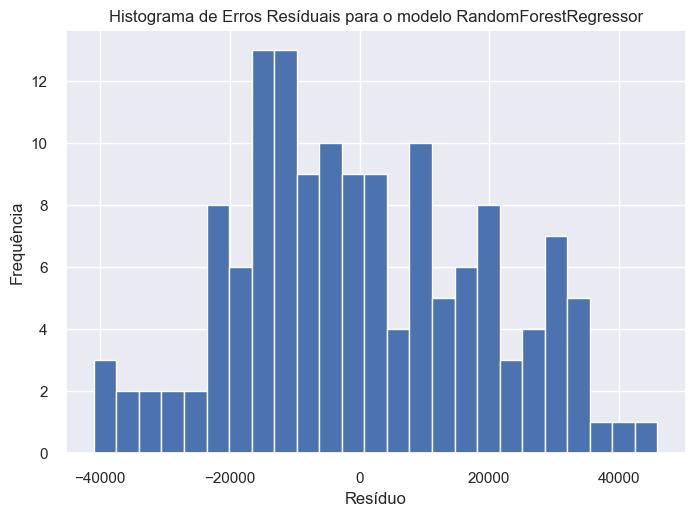 Histograma de Erros Resíduais para o modelo RandomForestRegressor
12
10
8
6
4
2
0
Frequência
−40000 −20000 0 20000 40000
Resíduo